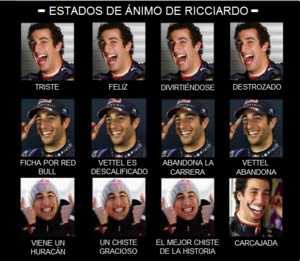 ESTADOS DE ÁNIMO DE RICCIARDO
TRISTE
FELIZ
DIVIRTIÉNDOSE
DESTROZADO
FICHA POR RED
BULL
VETTEL ES
DESCALIFICADO
ABANDONA LA
CARRERA
VETTEL
ABANDONA
VIENE UN
HURACÁN
UN CHISTE
GRACIOSO
EL MEJOR CHISTE
DE LA HISTORIA
CARCAJADA